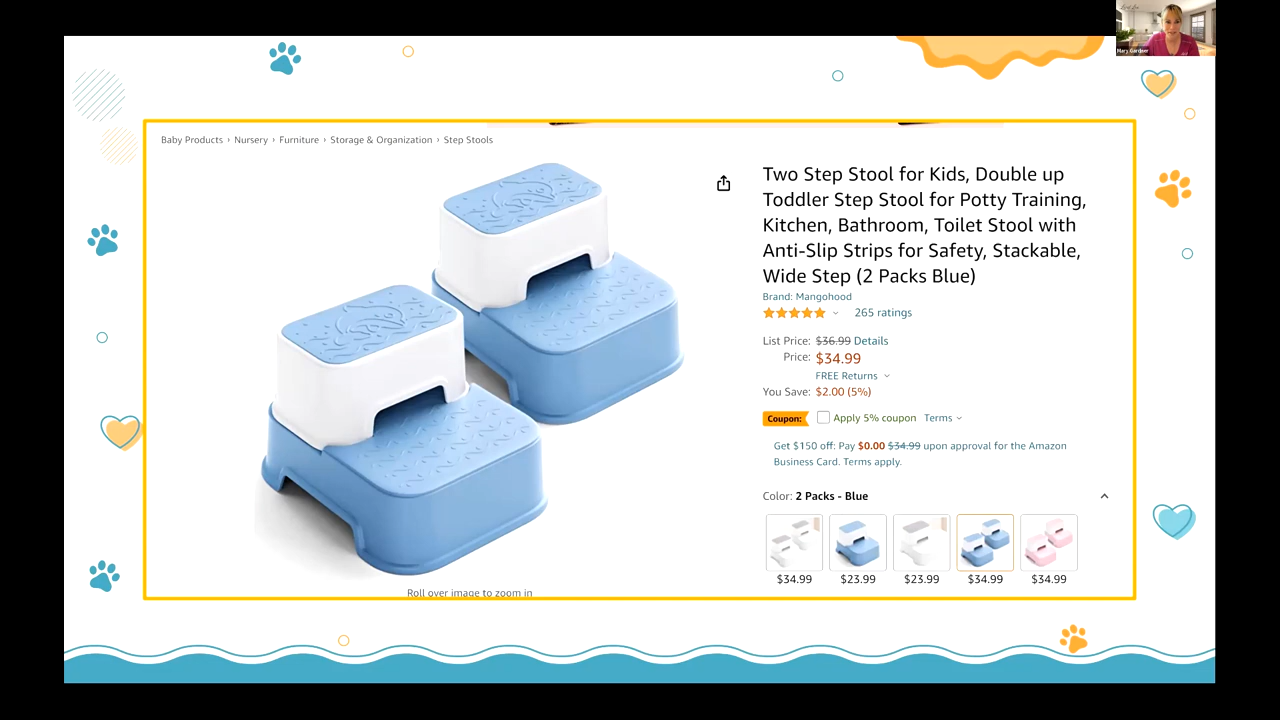 Mary Gardner
Baby Products › Nursery › Furniture › Storage & Organization › Step Stools
Two Step Stool for Kids, Double up
Toddler Step Stool for Potty Training,
Kitchen, Bathroom, Toilet Stool with
Anti-Slip Strips for Safety, Stackable,
Wide Step (2 Packs Blue)
Brand: Mangohood
265 ratings
List Price: $36.99 Details
Price: $34.99
FREE Returns
You Save: $2.00 (5%)
Coupon: Apply 5% coupon Terms
Get $150 off: Pay $0.00 $34.99 upon approval for the Amazon
Business Card. Terms apply.
Color: 2 Packs - Blue
$34.99 $23.99 $23.99 $34.99 $34.99
Roll over image to zoom in